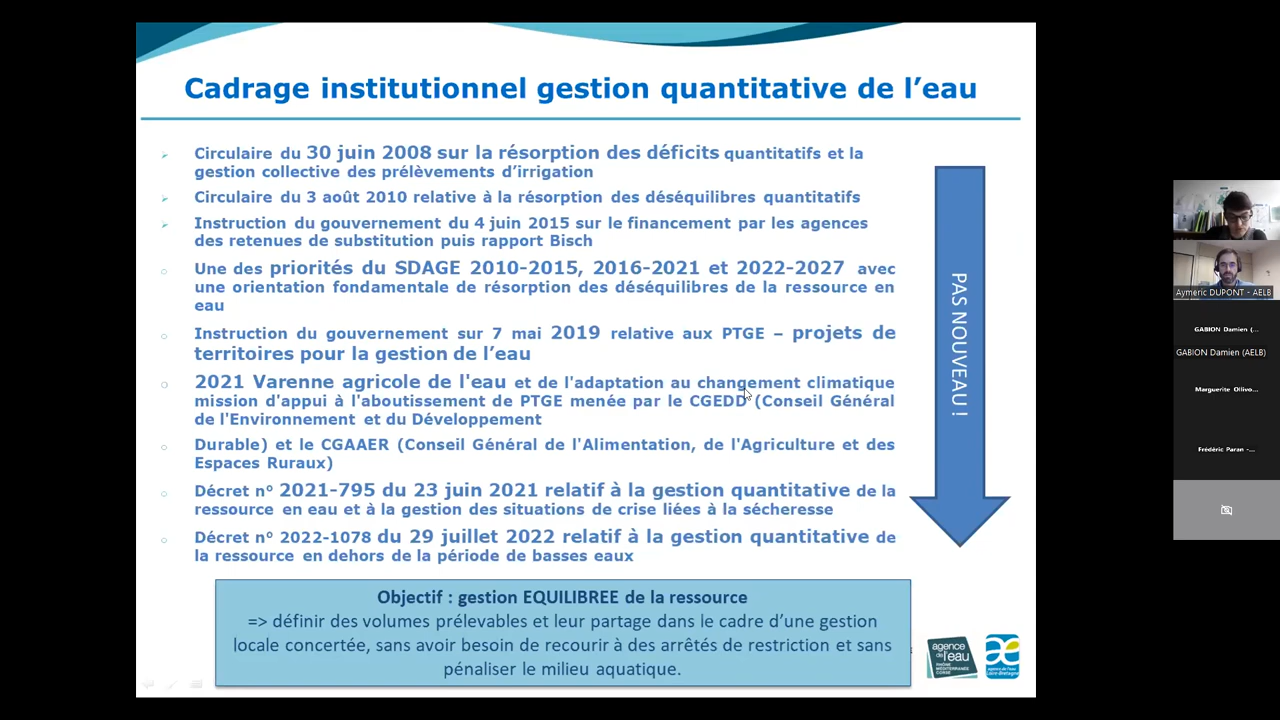 Cadrage institutionnel gestion quantitative de l’eau
Circulaire du 30 juin 2008 sur la résorption des déficits quantitatifs et la
gestion collective des prélèvements d’irrigation
Circulaire du 3 août 2010 relative à la résorption des déséquilibres quantitatifs
Instruction du gouvernement du 4 juin 2015 sur le financement par les agences
des retenues de substitution puis rapport Bisch
Une des priorités du SDAGE 2010-2015, 2016-2021 et 2022-2027 avec
une orientation fondamentale de résorption des déséquilibres de la ressource en
eau
Instruction du gouvernement sur 7 mai 2019 relative aux PTGE – projets de
territoires pour la gestion de l’eau
2021 Varenne agricole de l'eau et de l'adaptation au changement climatique
mission d'appui à l'aboutissement de PTGE menée par le CGEDD (Conseil Général
de l'Environnement et du Développement
Durable) et le CGAAER (Conseil Général de l'Alimentation, de l'Agriculture et des
Espaces Ruraux)
Décret n° 2021-795 du 23 juin 2021 relatif à la gestion quantitative de la
ressource en eau et à la gestion des situations de crise liées à la sécheresse
Décret n° 2022-1078 du 29 juillet 2022 relatif à la gestion quantitative de
la ressource en dehors de la période de basses eaux
PAS NOUVEAU !
Objectif : gestion EQUILIBREE de la ressource
=> définir des volumes prélevables et leur partage dans le cadre d’une gestion
locale concertée, sans avoir besoin de recourir à des arrêtés de restriction et sans
pénaliser le milieu aquatique.
agence
de l'eau
RHÔNE
MÉDITERRANÉE
CORSE
agence de l'eau
Loire-Bretagne
Aymeric DUPONT - AELB
GABION Damien (...
GABION Damien (AELB)
Marguerite Ollivo...
Frédéric Paran -...